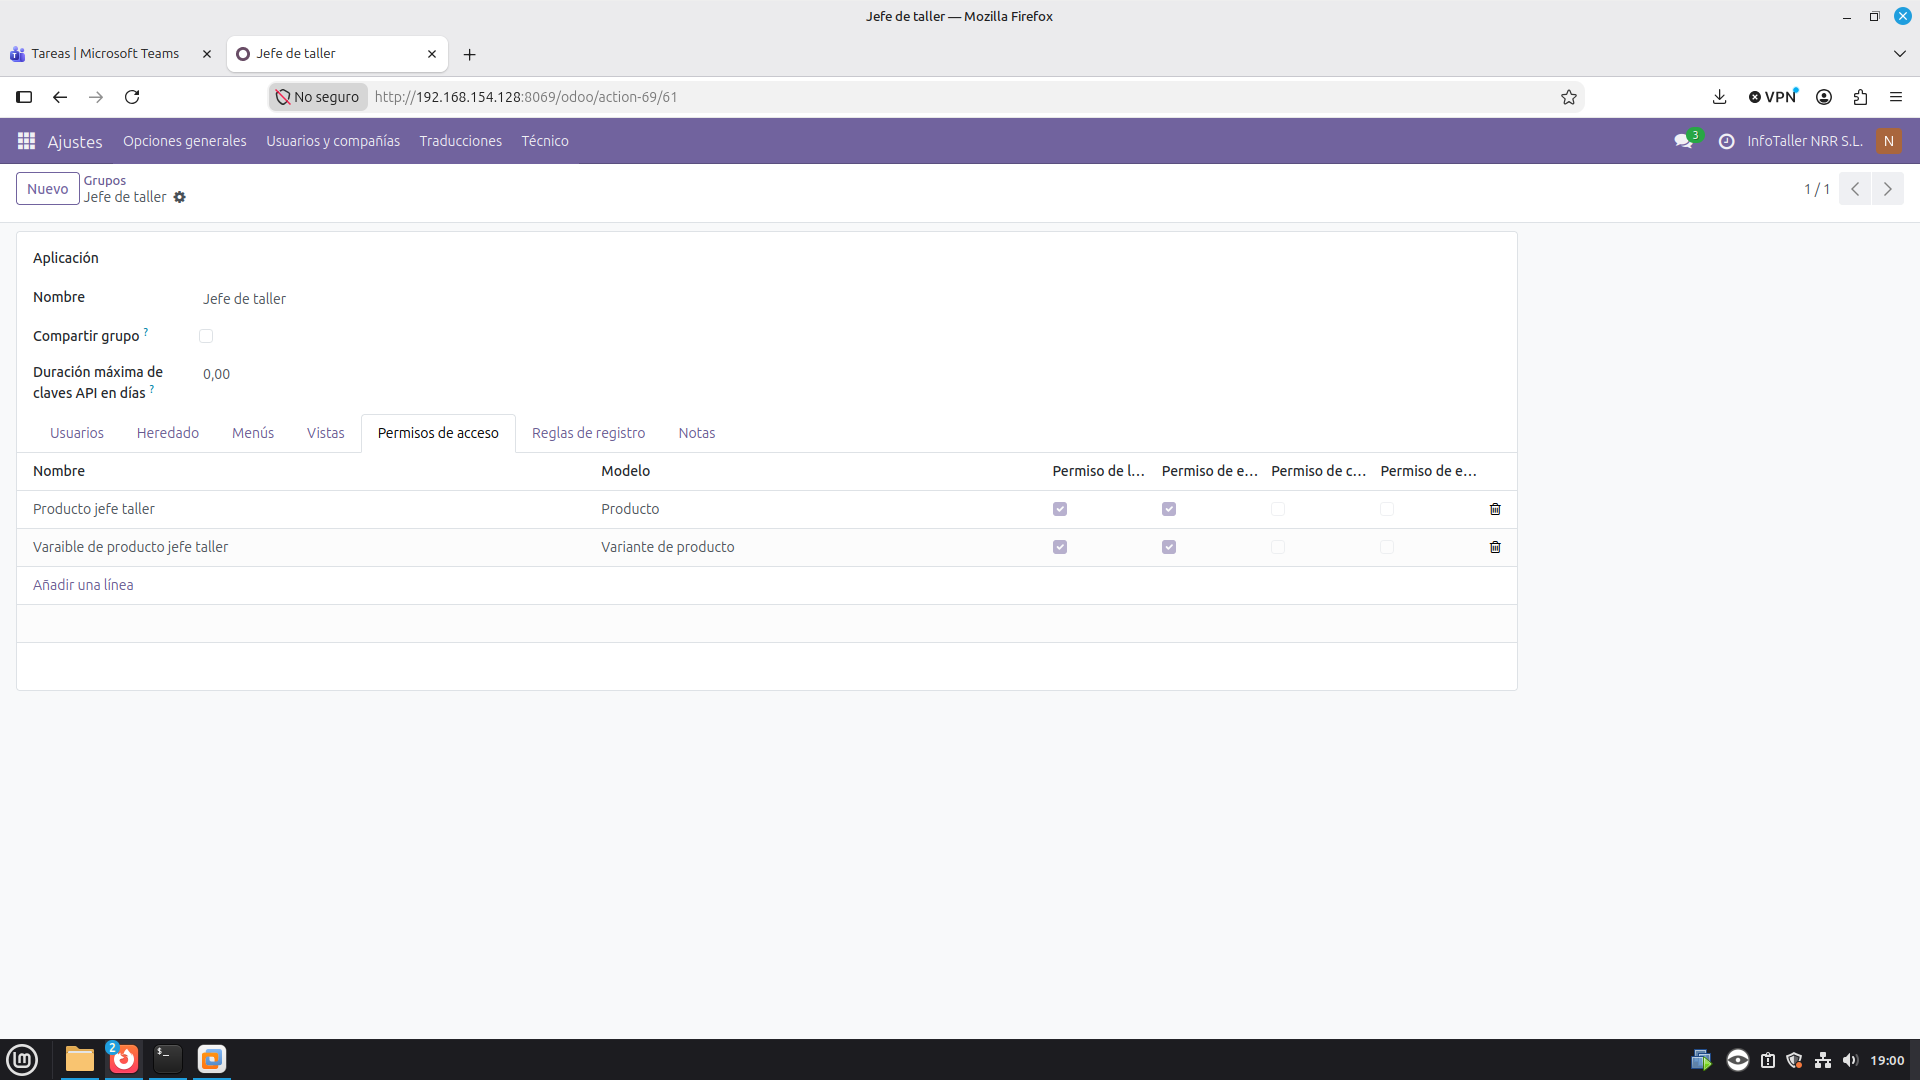 Jefe de taller — Mozilla Firefox
Tareas | Microsoft Teams
Jefe de taller
No seguro
http://192.168.154.128:8069/odoo/action-69/61
VPN
Ajustes
Opciones generales
Usuarios y compañías
Traducciones
Técnico
3
InfoTaller NRR S.L.
N
Nuevo
Grupos
Jefe de taller
1 / 1
Aplicación
Nombre
Jefe de taller
Compartir grupo ?
Duración máxima de
claves API en días ?
0,00
Usuarios
Heredado
Menús
Vistas
Permisos de acceso
Reglas de registro
Notas
Nombre
Modelo
Permiso de l...
Permiso de e...
Permiso de c...
Permiso de e...
Producto jefe taller
Producto
Varaible de producto jefe taller
Variante de producto
Añadir una línea
2
$_
19:00